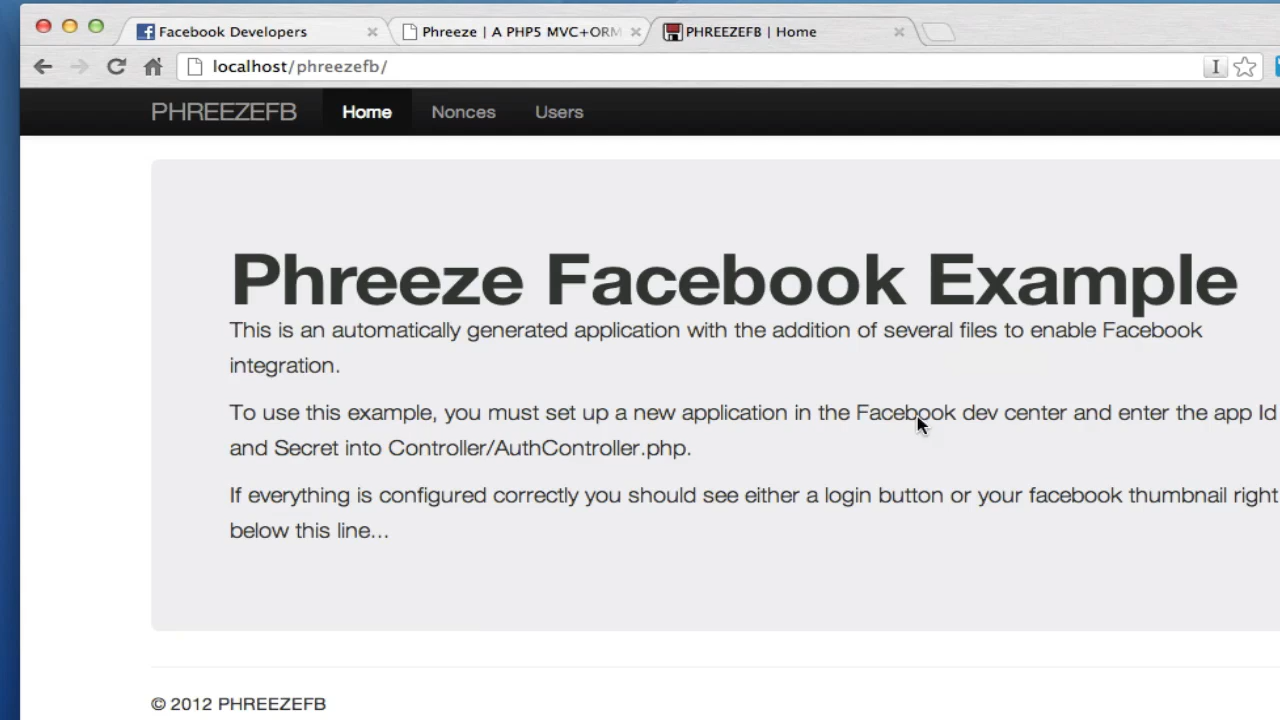 Facebook Developers
Phreeze | A PHP5 MVC+ORM
PHREEZEFB | Home
localhost/phreezefb/
PHREEZEFB Home Nonces Users
Phreeze Facebook Example
This is an automatically generated application with the addition of several files to enable Facebook
integration.
To use this example, you must set up a new application in the Facebook dev center and enter the app Id
and Secret into Controller/AuthController.php.
If everything is configured correctly you should see either a login button or your facebook thumbnail right
below this line...
© 2012 PHREEZEFB